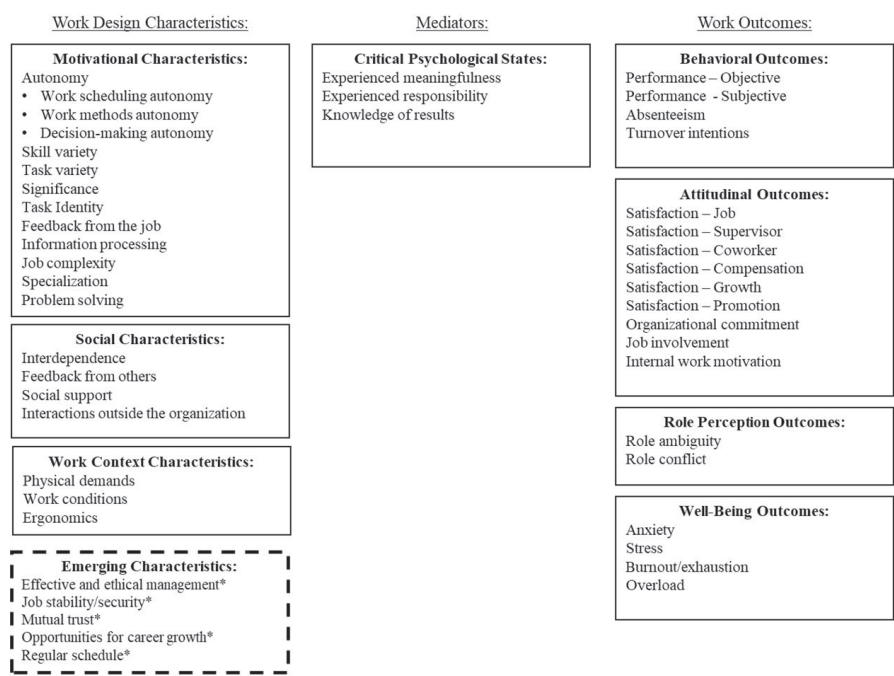 Work Design Characteristics:
Motivational Characteristics:
Autonomy
• Work scheduling autonomy
• Work methods autonomy
• Decision-making autonomy
Skill variety
Task variety
Significance
Task Identity
Feedback from the job
Information processing
Job complexity
Specialization
Problem solving
Social Characteristics:
Interdependence
Feedback from others
Social support
Interactions outside the organization
Work Context Characteristics:
Physical demands
Work conditions
Ergonomics
Emerging Characteristics:
Effective and ethical management*
Job stability/security*
Mutual trust*
Opportunities for career growth*
Regular schedule*
Mediators:
Critical Psychological States:
Experienced meaningfulness
Experienced responsibility
Knowledge of results
Work Outcomes:
Behavioral Outcomes:
Performance – Objective
Performance - Subjective
Absenteeism
Turnover intentions
Attitudinal Outcomes:
Satisfaction – Job
Satisfaction – Supervisor
Satisfaction – Coworker
Satisfaction – Compensation
Satisfaction – Growth
Satisfaction – Promotion
Organizational commitment
Job involvement
Internal work motivation
Role Perception Outcomes:
Role ambiguity
Role conflict
Well-Being Outcomes:
Anxiety
Stress
Burnout/exhaustion
Overload